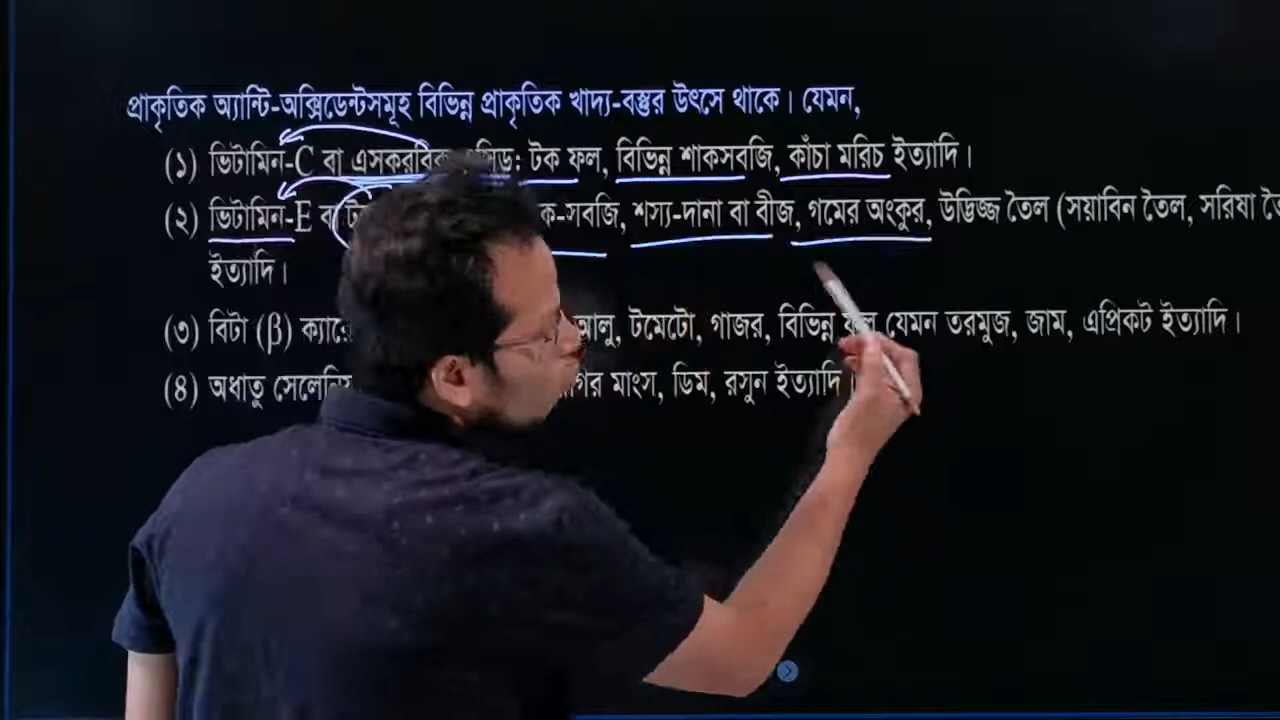 প্রাকৃতিক অ্যান্টি-অক্সিডেন্টসমূহ বিভিন্ন প্রাকৃতিক খাদ্য-বস্তুর উৎসে থাকে। যেমন,
(১) ভিটামিন-C বা এসকরবিক টক ফল, বিভিন্ন শাকসবজি, কাঁচা মরিচ ইত্যাদি।
(২) ভিটামিন-E শস্য-দানা বা বীজ, গমের অংকুর, উদ্ভিজ্জ তৈল (সয়াবিন তৈল, সরিষা
ইত্যাদি।
(৩) বিটা (β) আলু, টমেটো, গাজর, বিভিন্ন ফল যেমন তরমুজ, জাম, এপ্রিকট ইত্যাদি।
(৪) অধাতু মাংস, ডিম, রসুন ইত্যাদি।